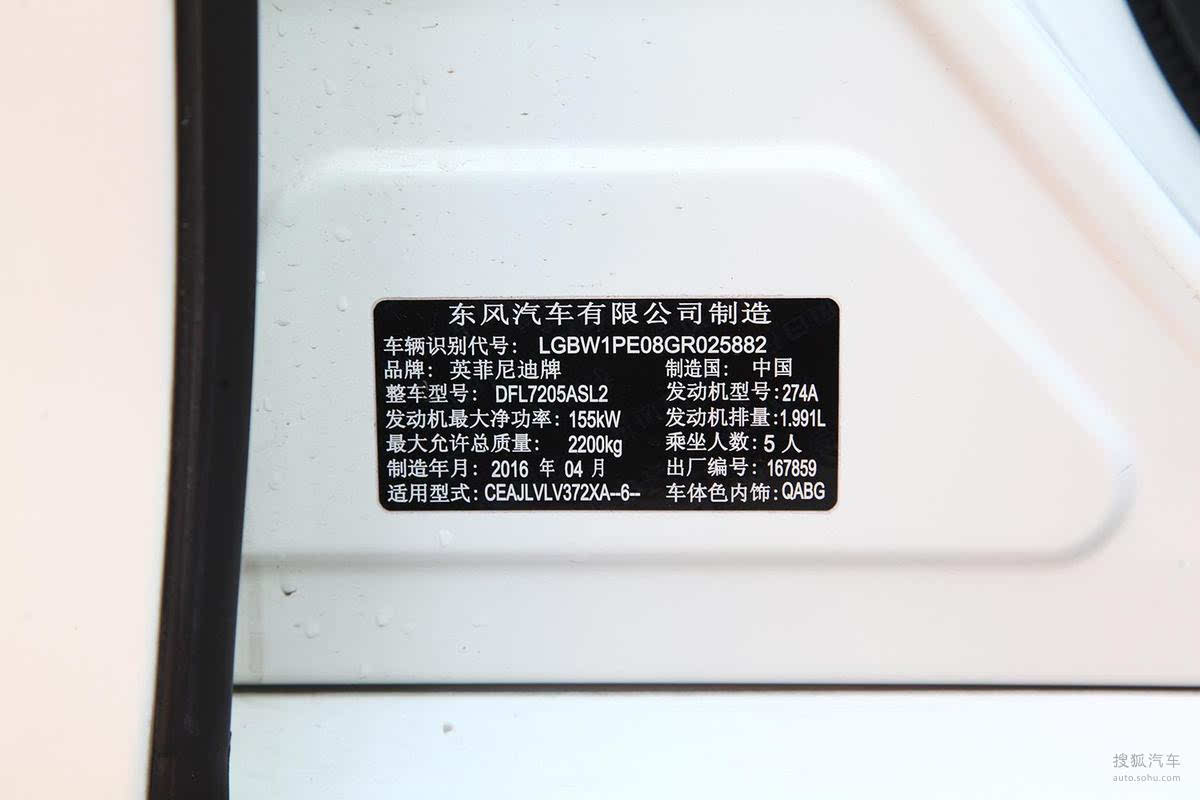 东风汽车有限公司制造
车辆识别代号: LGBW1PE08GR025882
品牌: 英菲尼迪牌 制造国: 中国
整车型号: DFL7205ASL2 发动机型号:274A
发动机最大净功率: 155kW 发动机排量:1.991L
最大允许总质量: 2200kg 乘坐人数: 5 人
制造年月: 2016 年 04 月 出厂编号: 167859
适用型式: CEAJLVLV372XA--6-- 车体色内饰:QABG
搜狐汽车
auto.sohu.com